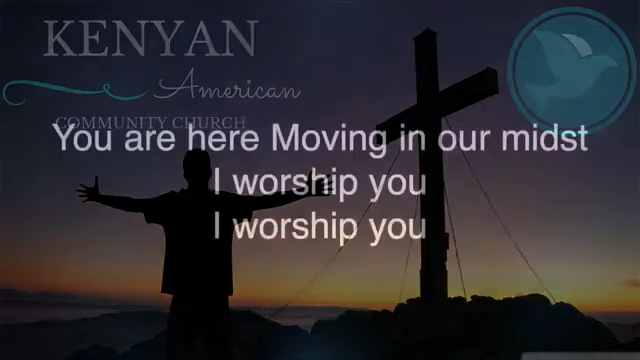 KENYAN
American
COMMUNITY CHURCH
You are here Moving in our midst
I worship you
I worship you